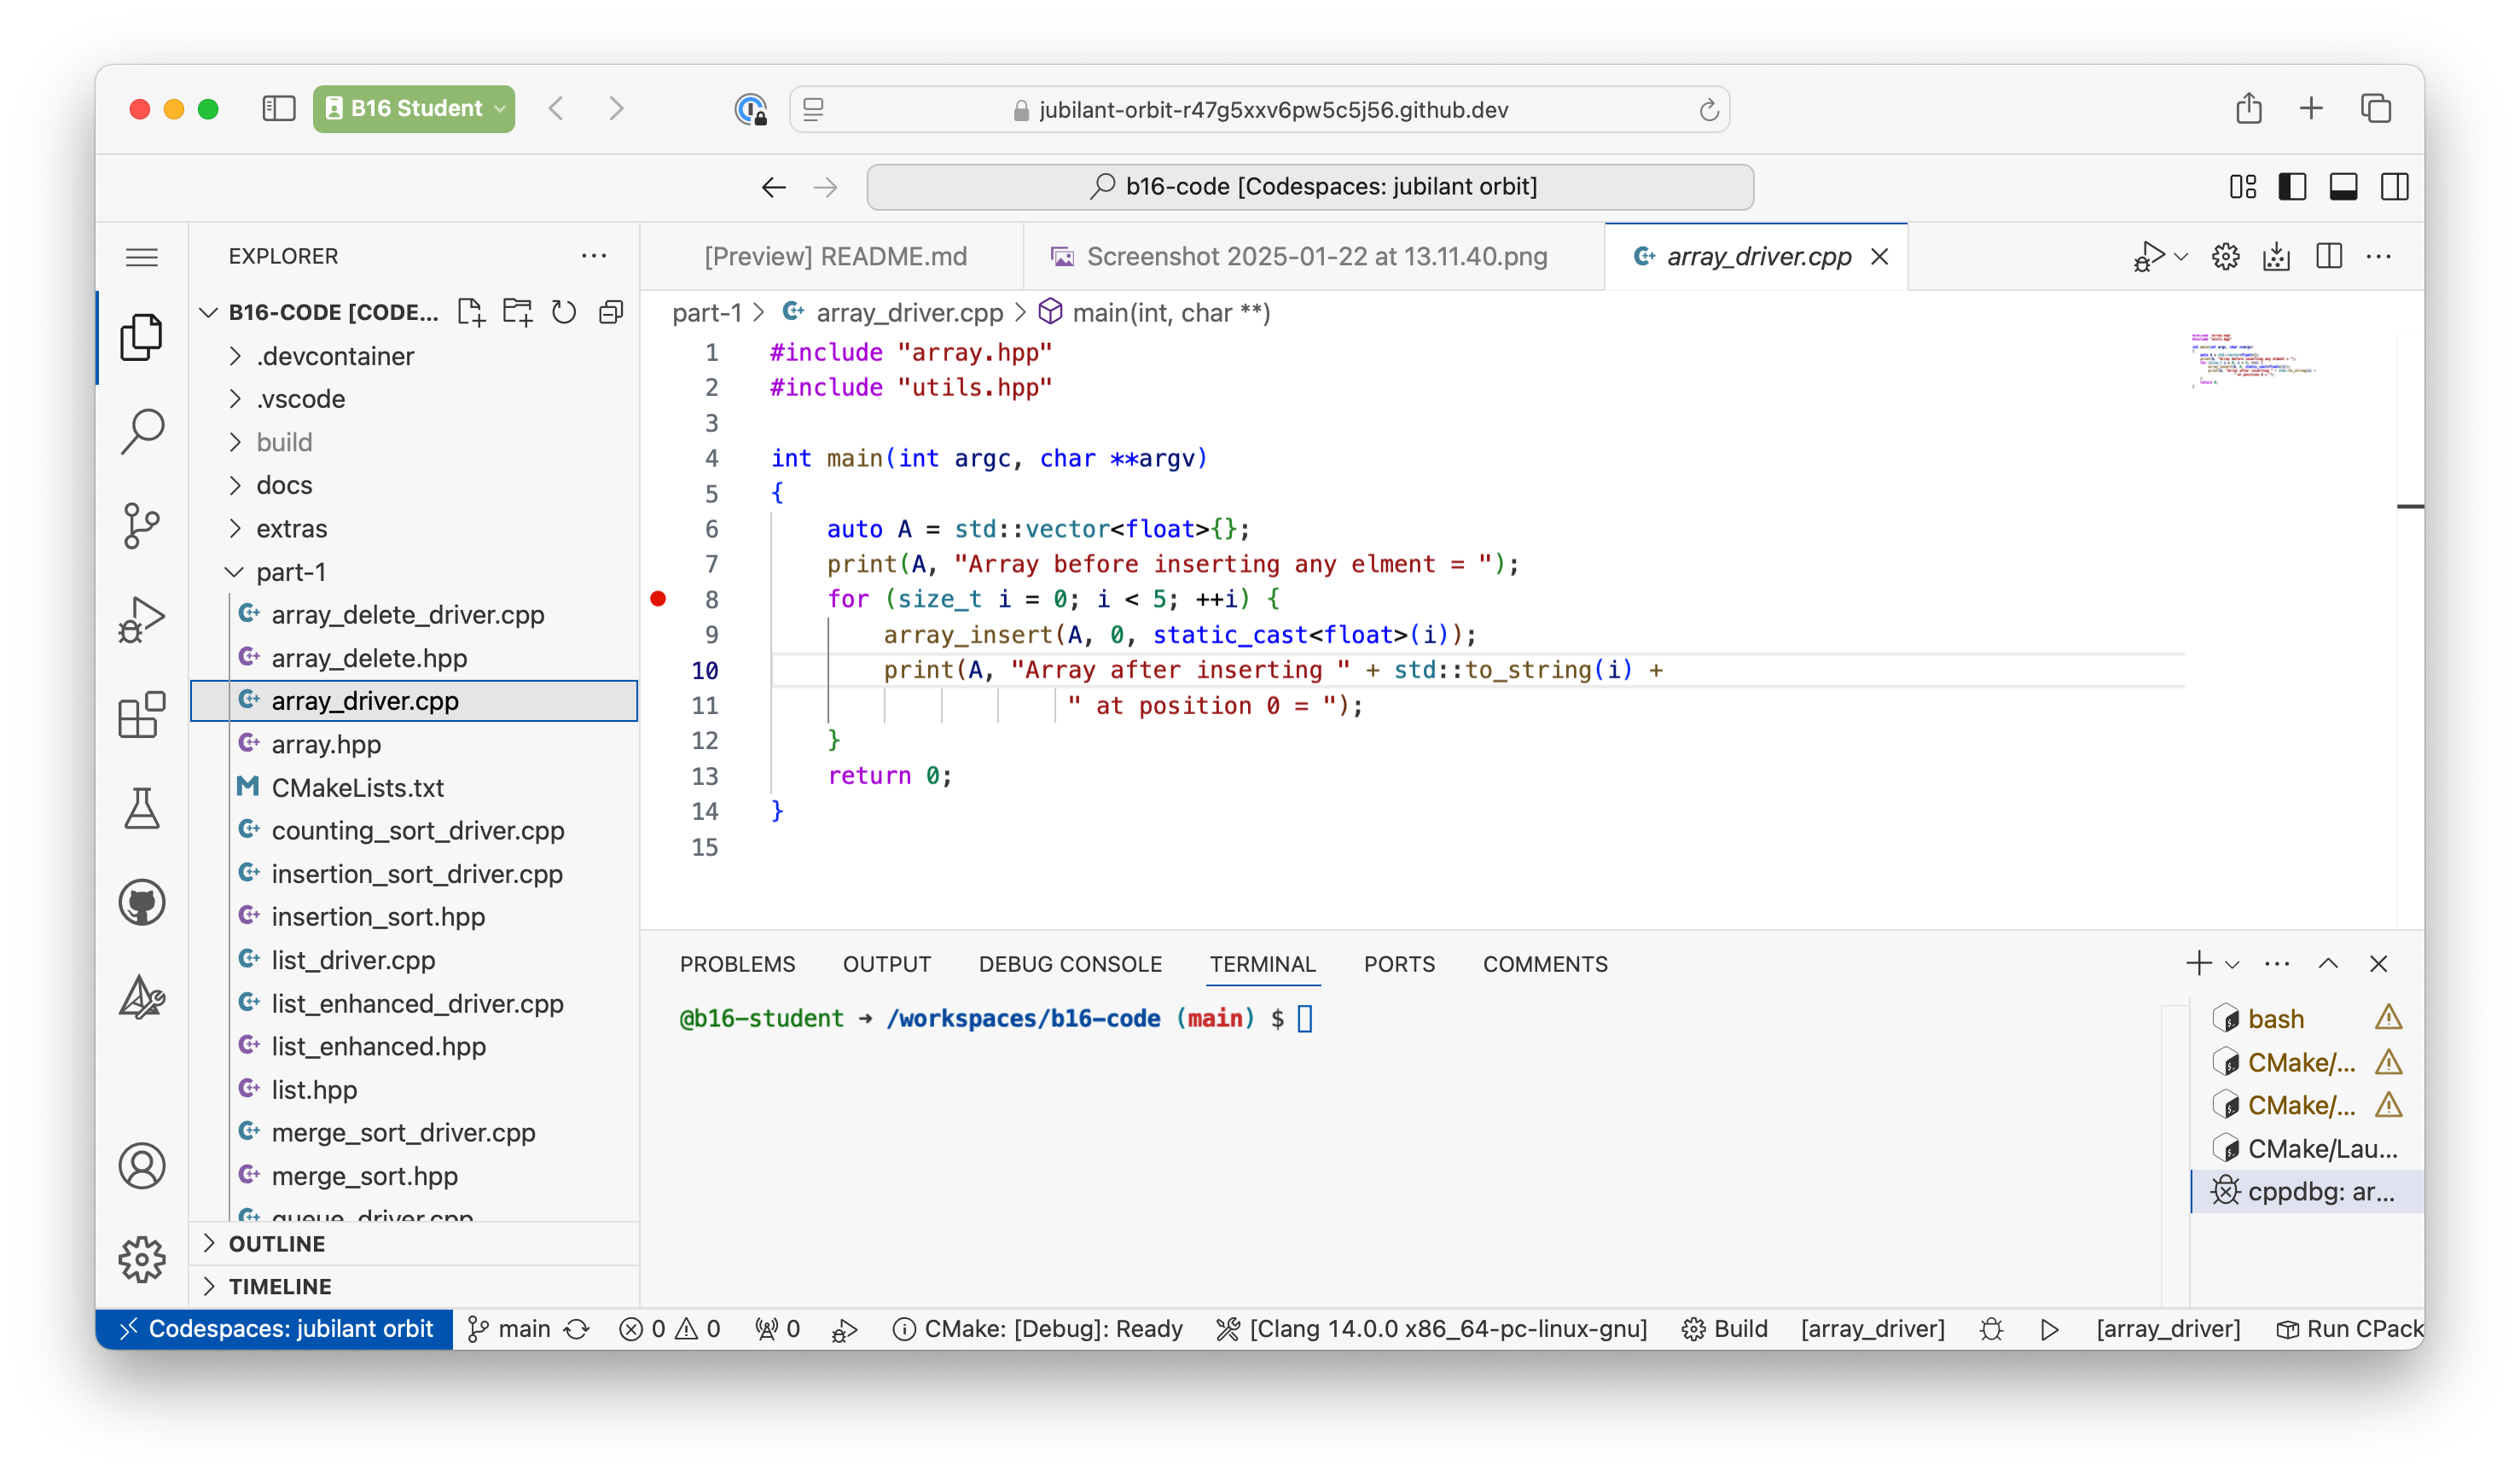 B16 Student
jubilant-orbit-r47g5xxv6pw5c5j56.github.dev
b16-code [Codespaces: jubilant orbit]
EXPLORER
B16-CODE [CODE...
.devcontainer
.vscode
build
docs
extras
part-1
array_delete_driver.cpp
array_delete.hpp
array_driver.cpp
array.hpp
CMakeLists.txt
counting_sort_driver.cpp
insertion_sort_driver.cpp
insertion_sort.hpp
list_driver.cpp
list_enhanced_driver.cpp
list_enhanced.hpp
list.hpp
merge_sort_driver.cpp
merge_sort.hpp
queue_driver.cpp
OUTLINE
TIMELINE
[Preview] README.md
Screenshot 2025-01-22 at 13.11.40.png
array_driver.cpp
part-1 > array_driver.cpp > main(int, char **)
1 #include "array.hpp"
2 #include "utils.hpp"
3
4 int main(int argc, char **argv)
5 {
6 auto A = std::vector<float>{};
7 print(A, "Array before inserting any elment = ");
8 for (size_t i = 0; i < 5; ++i) {
9 array_insert(A, 0, static_cast<float>(i));
10 print(A, "Array after inserting " + std::to_string(i) +
11 " at position 0 = ");
12 }
13 return 0;
14 }
15
PROBLEMS OUTPUT DEBUG CONSOLE TERMINAL PORTS COMMENTS
@b16-student → /workspaces/b16-code (main) $
bash
CMake/...
CMake/...
CMake/Lau...
cppdbg: ar...
Codespaces: jubilant orbit main 0 0 0 CMake: [Debug]: Ready [Clang 14.0.0 x86_64-pc-linux-gnu] Build [array_driver] [array_driver] Run CPack